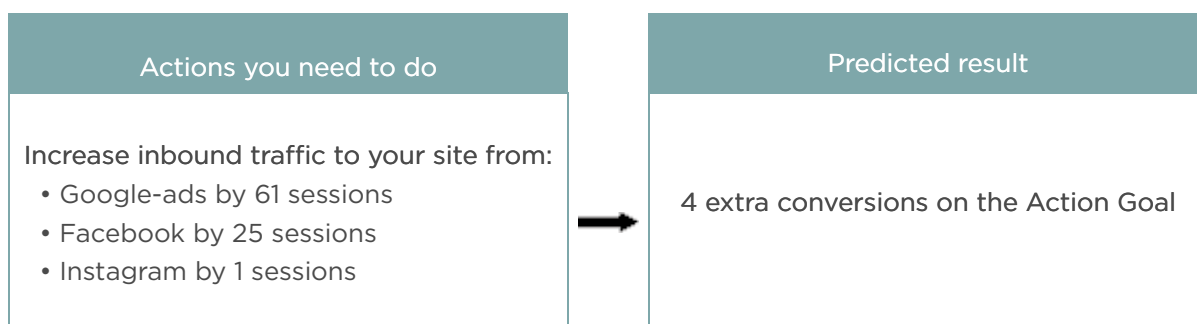 Actions you need to do
Increase inbound traffic to your site from:
• Google-ads by 61 sessions
• Facebook by 25 sessions
• Instagram by 1 sessions
Predicted result
4 extra conversions on the Action Goal